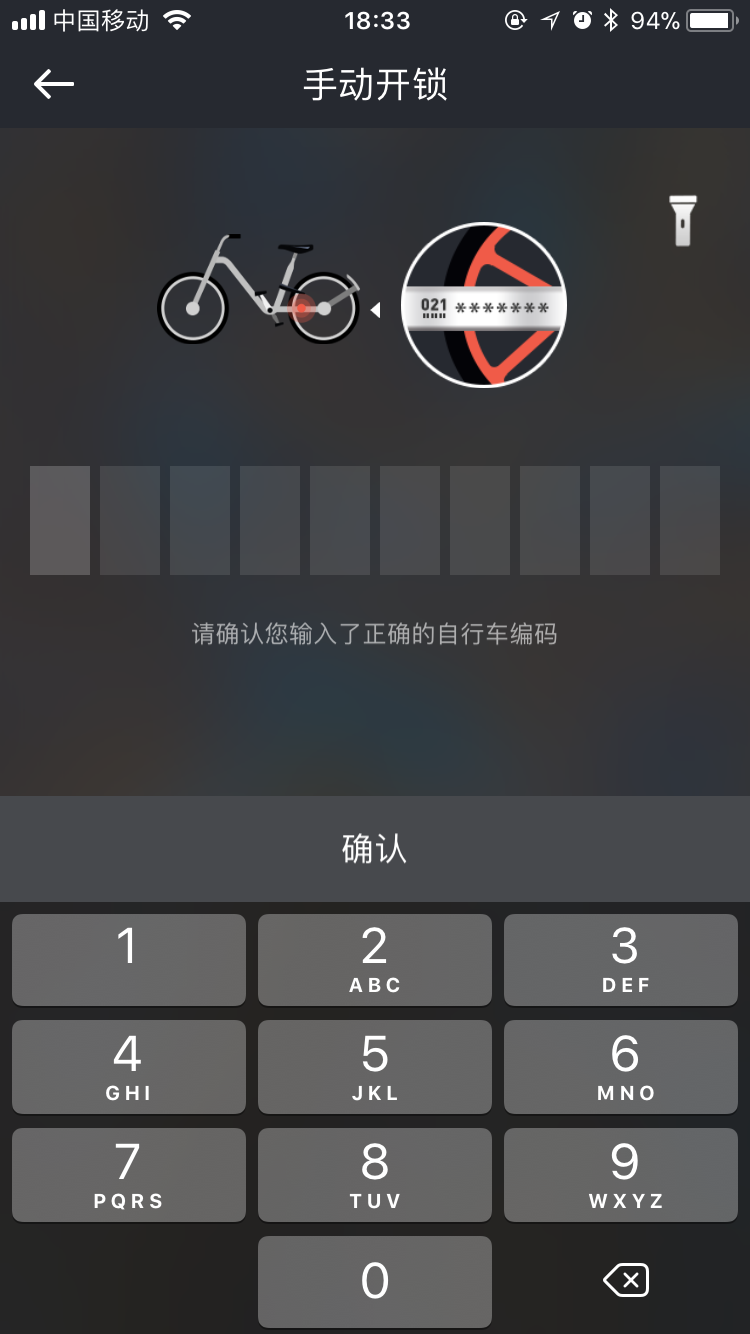 中国移动 18:33 94%
手动开锁
021 *******
请确认您输入了正确的自行车编码
确认
1 2 3
ABC DEF
4 5 6
GHI JKL MNO
7 8 9
PQRS TUV WXYZ
0